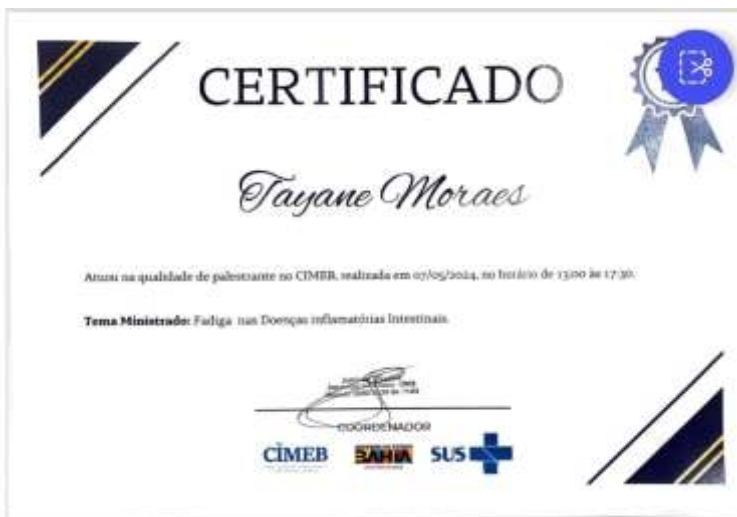 CERTIFICADO
Tayane Moraes
Atuou na qualidade de palestrante no CIMEB, realizada em 07/05/2024, no horário de 13:00 às 17:30.
Tema Ministrado: Fadiga nas Doenças inflamatórias Intestinais.
COORDENADOR
CIMEB
BAHIA
SUS